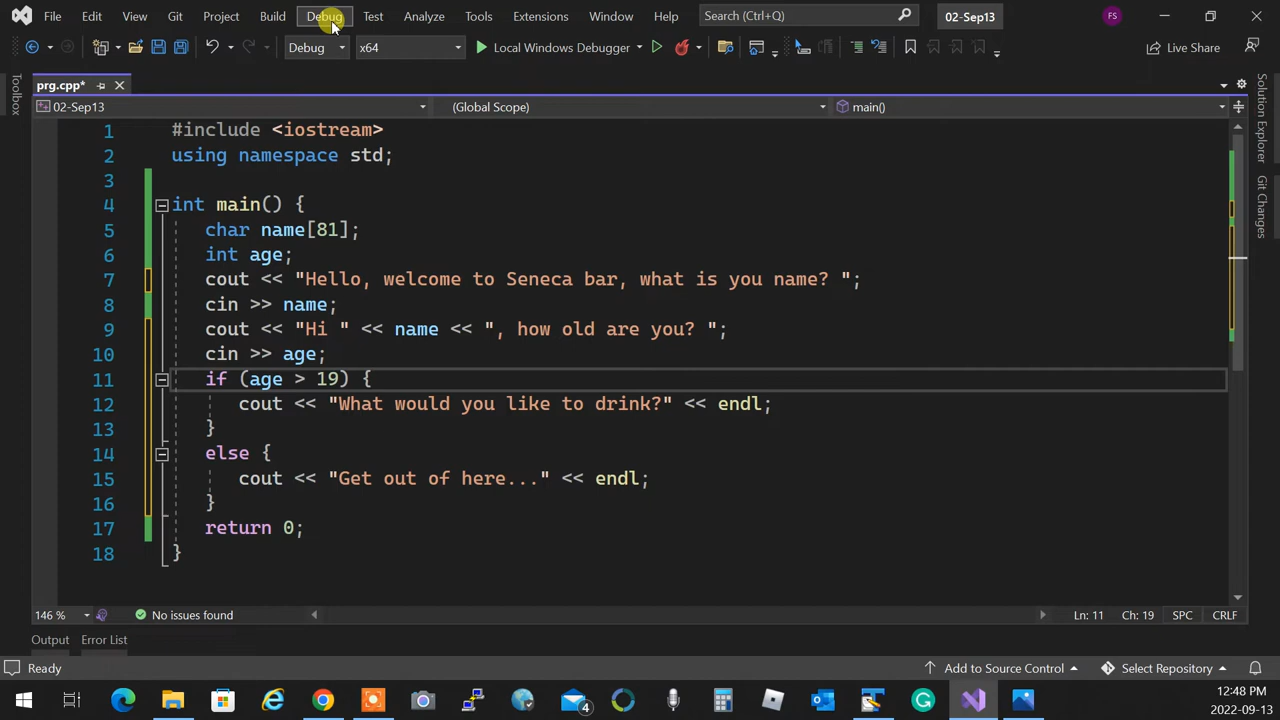 File Edit View Git Project Build Debug Test Analyze Tools Extensions Window Help Search (Ctrl+Q) 02-Sep13 FS
Debug x64 Local Windows Debugger Live Share
prg.cpp*
02-Sep13 (Global Scope) main()
1 #include <iostream>
2 using namespace std;
3
4 int main() {
5 char name[81];
6 int age;
7 cout << "Hello, welcome to Seneca bar, what is you name? ";
8 cin >> name;
9 cout << "Hi " << name << ", how old are you? ";
10 cin >> age;
11 if (age > 19) {
12 cout << "What would you like to drink?" << endl;
13 }
14 else {
15 cout << "Get out of here..." << endl;
16 }
17 return 0;
18 }
Toolbox
Solution Explorer
Git Changes
146 % No issues found Ln: 11 Ch: 19 SPC CRLF
Output Error List
Ready Add to Source Control Select Repository
4
12:48 PM
2022-09-13